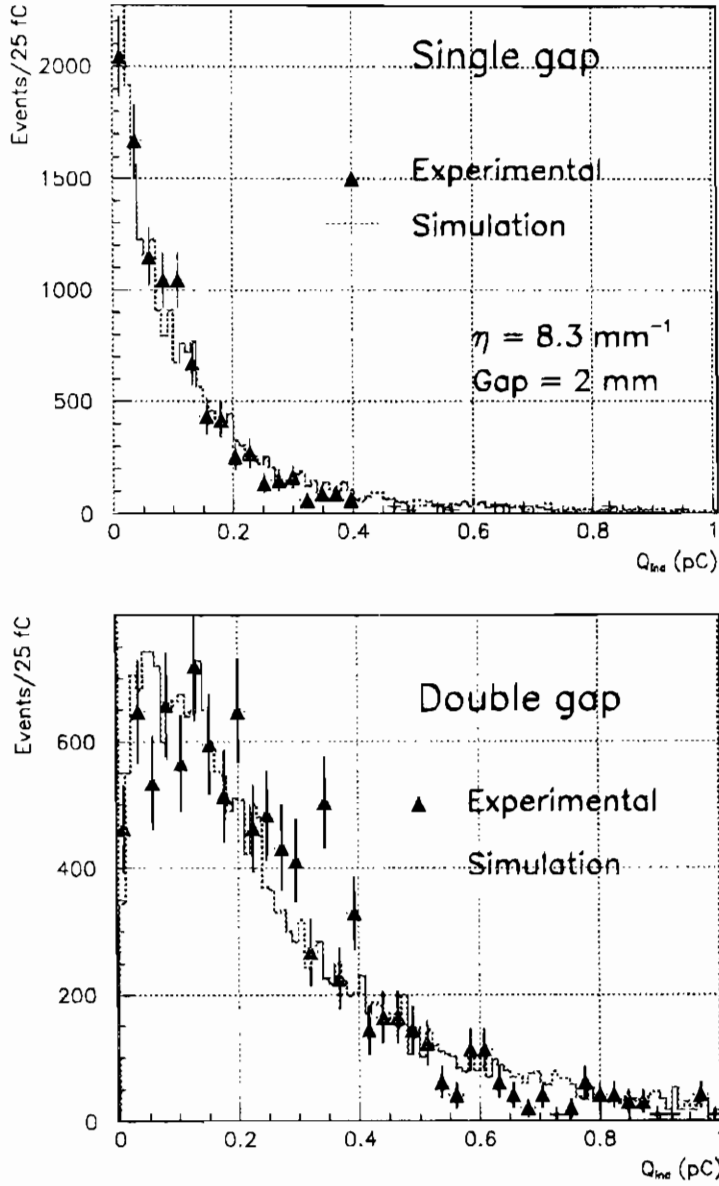 Events/25 fC
2000
1500
1000
500
0
Single gap
Experimental
Simulation
η = 8.3 mm⁻¹
Gap = 2 mm
0 0.2 0.4 0.6 0.8 1
Q_ind (pC)
Events/25 fC
600
400
200
0
Double gap
Experimental
Simulation
0 0.2 0.4 0.6 0.8
Q_ind (pC)